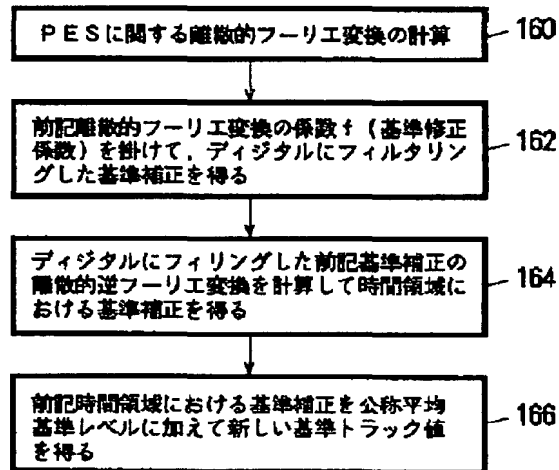 PESに関する離散的フーリエ変換の計算
160
前記離散的フーリエ変換の係数f(基準修正
係数)を掛けて,ディジタルにフィルタリン
グした基準補正を得る
162
ディジタルにフィリングした前記基準補正の
離散的逆フーリエ変換を計算して時間領域に
おける基準補正を得る
164
前記時間領域における基準補正を公称平均
基準レベルに加えて新しい基準トラック値
を得る
166